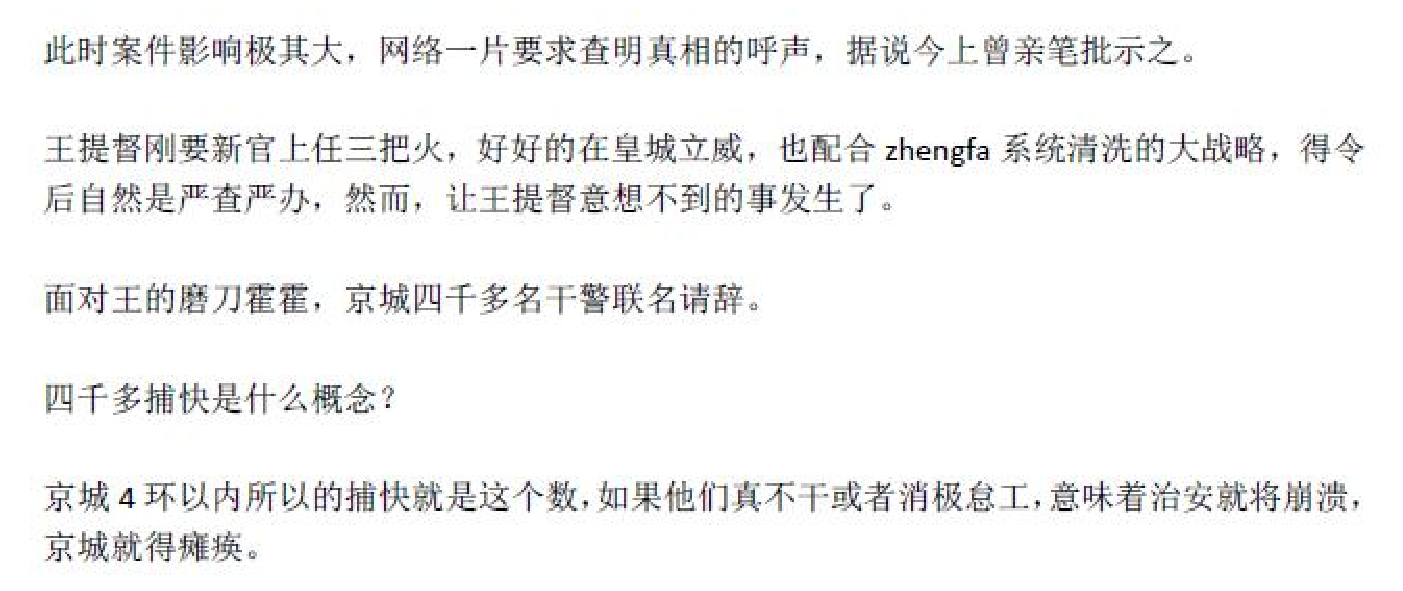 此时案件影响极其大，网络一片要求查明真相的呼声，据说今上曾亲笔批示之。
王提督刚要新官上任三把火，好好的在皇城立威，也配合 zhengfa 系统清洗的大战略，得令
后自然是严查严办，然而，让王提督意想不到的事发生了。
面对王的磨刀霍霍，京城四千多名干警联名请辞。
四千多捕快是什么概念？
京城 4 环以内所以的捕快就是这个数，如果他们真不干或者消极怠工，意味着治安就将崩溃，
京城就得瘫痪。